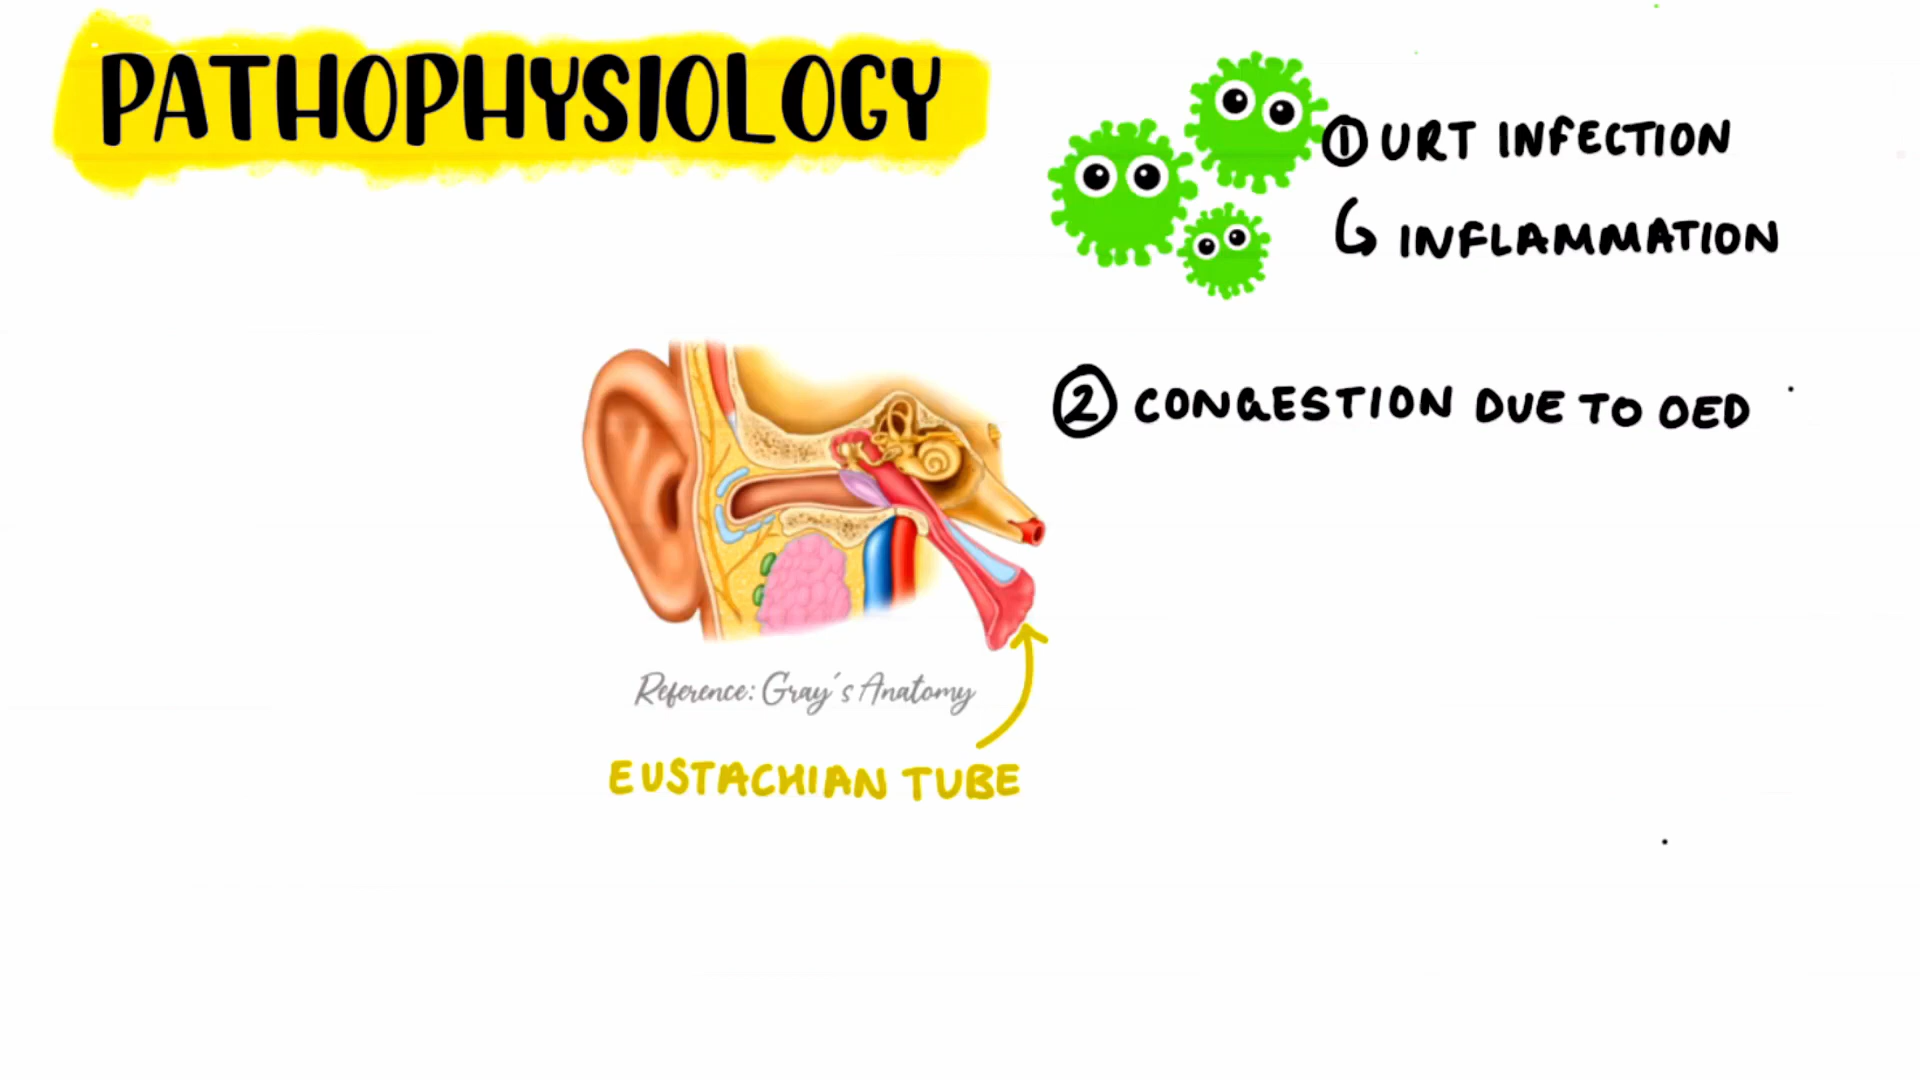 PATHOPHYSIOLOGY
① URT INFECTION
↳ INFLAMMATION
② CONGESTION DUE TO OED
Reference: Gray's Anatomy
EUSTACHIAN TUBE